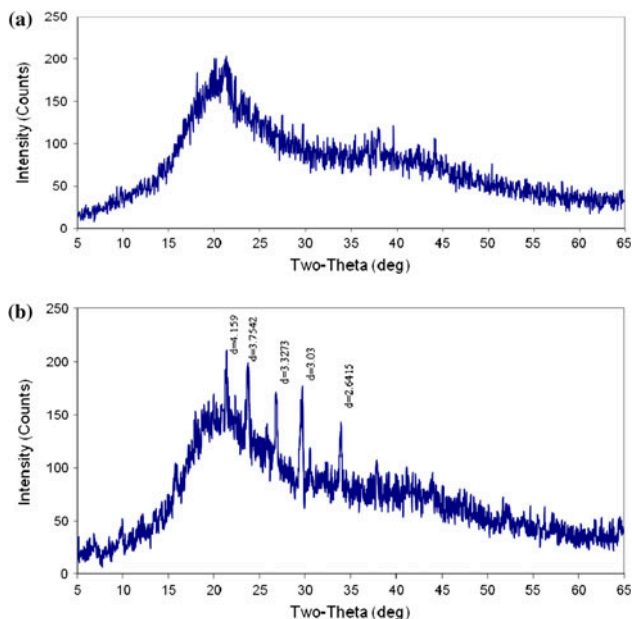 (a)
250
200
150
100
50
0
Intensity (Counts)
5 10 15 20 25 30 35 40 45 50 55 60 65
Two-Theta (deg)
(b)
250
200
150
100
50
0
Intensity (Counts)
d=4.159
d=3.7542
d=3.3273
d=3.03
d=2.6415
5 10 15 20 25 30 35 40 45 50 55 60 65
Two-Theta (deg)